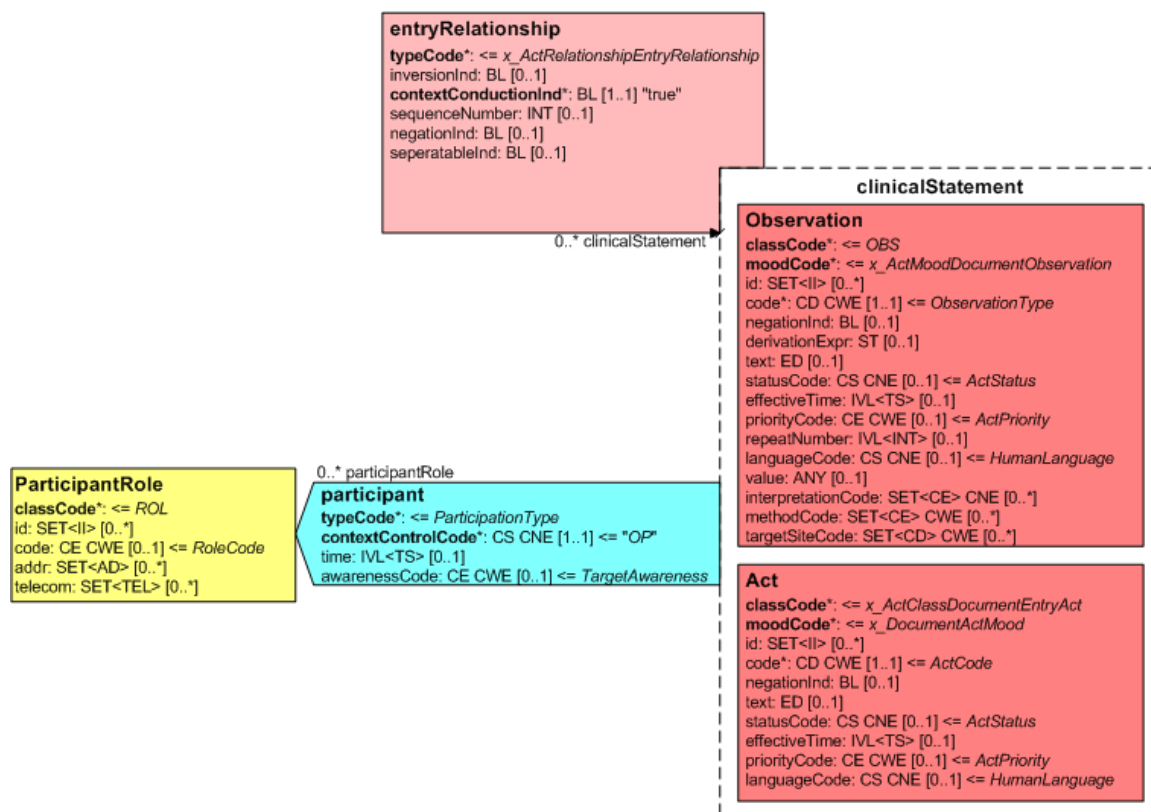 entryRelationship
typeCode*: <= x_ActRelationshipEntryRelationship
inversionInd: BL [0..1]
contextConductionInd*: BL [1..1] "true"
sequenceNumber: INT [0..1]
negationInd: BL [0..1]
seperatableInd: BL [0..1]
0..* clinicalStatement
clinicalStatement
Observation
classCode*: <= OBS
moodCode*: <= x_ActMoodDocumentObservation
id: SET<II> [0..*]
code*: CD CWE [1..1] <= ObservationType
negationInd: BL [0..1]
derivationExpr: ST [0..1]
text: ED [0..1]
statusCode: CS CNE [0..1] <= ActStatus
effectiveTime: IVL<TS> [0..1]
priorityCode: CE CWE [0..1] <= ActPriority
repeatNumber: IVL<INT> [0..1]
languageCode: CS CNE [0..1] <= HumanLanguage
value: ANY [0..1]
interpretationCode: SET<CE> CNE [0..*]
methodCode: SET<CE> CWE [0..*]
targetSiteCode: SET<CD> CWE [0..*]
ParticipantRole
classCode*: <= ROL
id: SET<II> [0..*]
code: CE CWE [0..1] <= RoleCode
addr: SET<AD> [0..*]
telecom: SET<TEL> [0..*]
0..* participantRole
participant
typeCode*: <= ParticipationType
contextControlCode*: CS CNE [1..1] <= "OP"
time: IVL<TS> [0..1]
awarenessCode: CE CWE [0..1] <= TargetAwareness
Act
classCode*: <= x_ActClassDocumentEntryAct
moodCode*: <= x_DocumentActMood
id: SET<II> [0..*]
code*: CD CWE [1..1] <= ActCode
negationInd: BL [0..1]
text: ED [0..1]
statusCode: CS CNE [0..1] <= ActStatus
effectiveTime: IVL<TS> [0..1]
priorityCode: CE CWE [0..1] <= ActPriority
languageCode: CS CNE [0..1] <= HumanLanguage